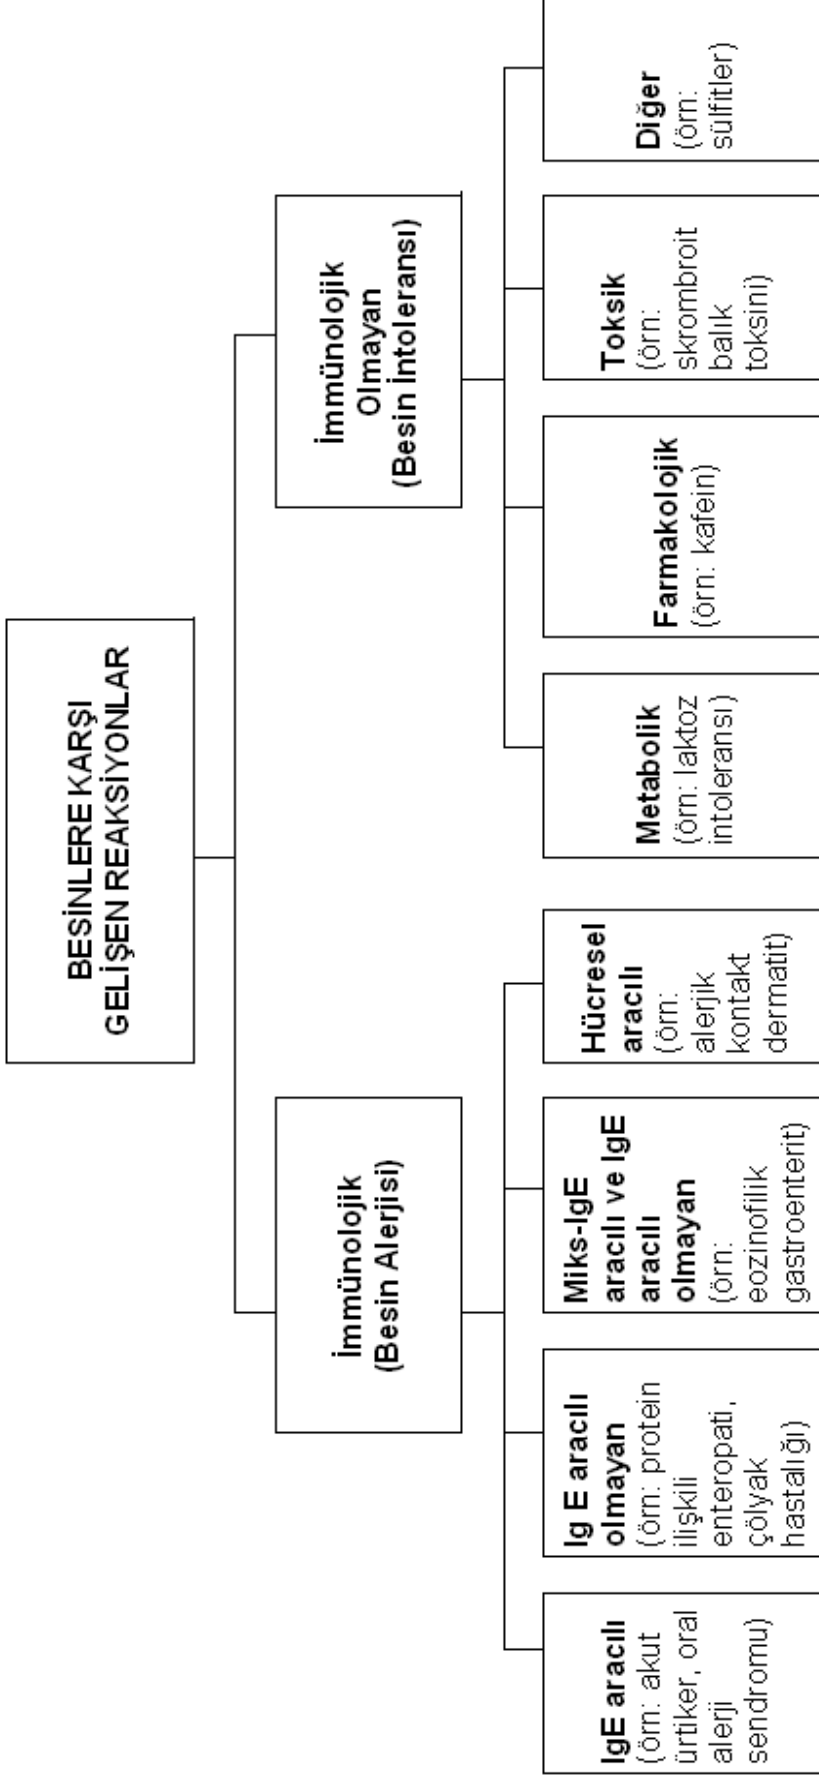 BESİNLERE KARŞI
GELİŞEN REAKSİYONLAR
İmmünolojik
(Besin Alerjisi)
İmmünolojik
Olmayan
(Besin İntoleransı)
IgE aracılı
(örn: akut
ürtiker, oral
alerji
sendromu)
Ig E aracılı
olmayan
(örn: protein
ilişkili
enteropati,
çölyak
hastalığı)
Miks-IgE
aracılı ve IgE
aracılı
olmayan
(örn:
eozinofilik
gastroenterit)
Hücresel
aracılı
(örn:
alerjik
kontakt
dermatit)
Metabolik
(örn: laktoz
intoleransı)
Farmakolojik
(örn: kafein)
Toksik
(örn:
skrombroit
balık
toksini)
Diğer
(örn:
sülfitler)